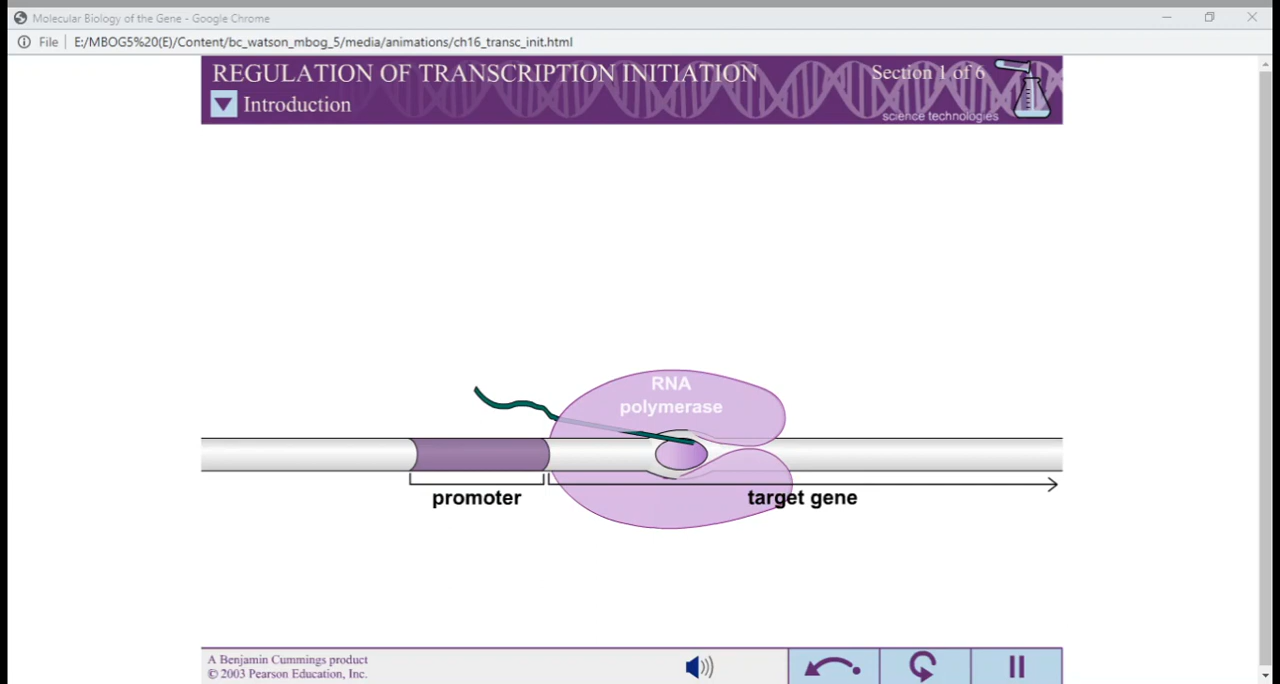 Molecular Biology of the Gene - Google Chrome
File | E:/MBOG5%20(E)/Content/bc_watson_mbog_5/media/animations/ch16_transc_init.html
REGULATION OF TRANSCRIPTION INITIATION
Section 1 of 6
Introduction
science technologies
RNA
polymerase
promoter
target gene
A Benjamin Cummings product
© 2003 Pearson Education, Inc.